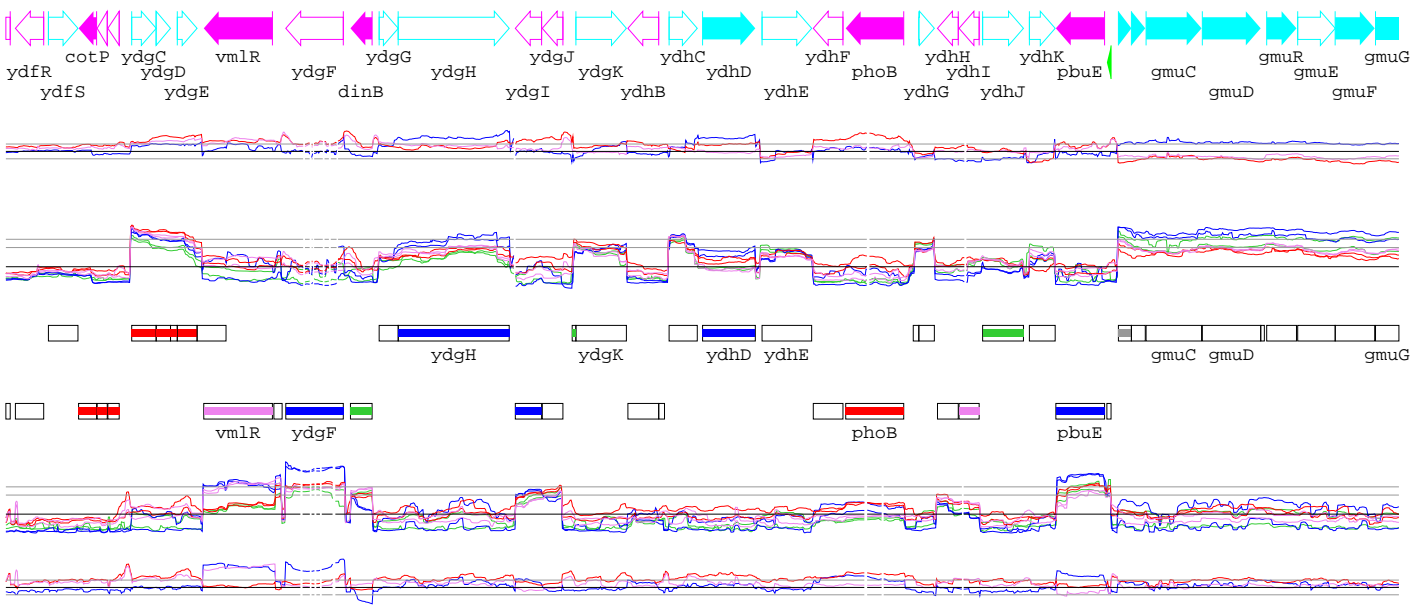 cotP ydgC vmlR ydgG ydgJ ydhC ydhF ydhH ydhK gmuR gmuG
ydfR ydgD ydgF ydgH ydgK ydhD phoB ydhI pbuE gmuC gmuE
ydfS ydgE dinB ydgI ydhB ydhE ydhG ydhJ gmuD gmuF
ydgH ydgK ydhD ydhE gmuC gmuD gmuG
vmlR ydgF phoB pbuE